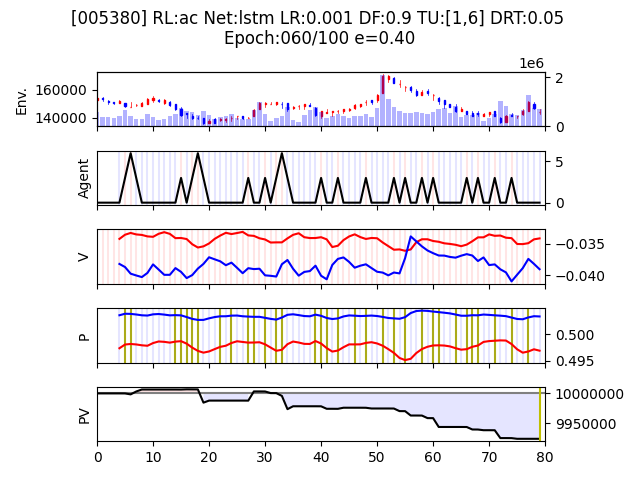 [005380] RL:ac Net:lstm LR:0.001 DF:0.9 TU:[1,6] DRT:0.05
Epoch:060/100 e=0.40
1e6
Env.
160000
140000
2
0
Agent
5
0
V
−0.035
−0.040
P
0.500
0.495
PV
10000000
9950000
0 10 20 30 40 50 60 70 80